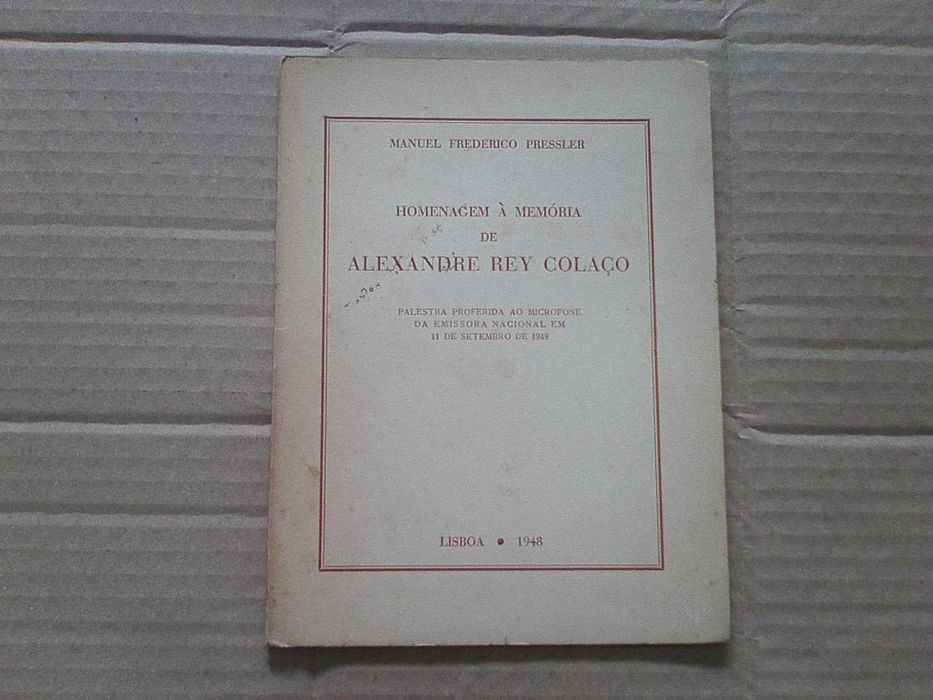 MANUEL FREDERICO PRESSLER
HOMENAGEM À MEMÓRIA
DE
ALEXANDRE REY COLAÇO
PALESTRA PROFERIDA AO MICROFONE
DA EMISSORA NACIONAL EM
11 DE SETEMBRO DE 1948
LISBOA • 1948